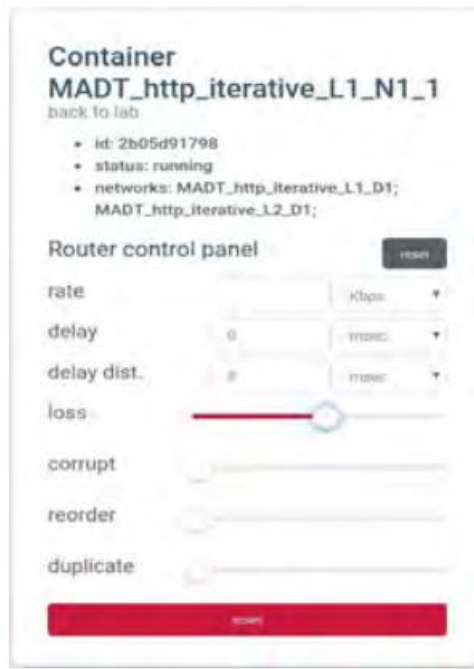 Container
MADT_http_iterative_L1_N1_1
back to lab
• id: 2b05d91798
• status: running
• networks: MADT_http_iterative_L1_D1;
MADT_http_iterative_L2_D1;
Router control panel reset
rate Kbps
delay 0 msec
delay dist. 0 msec
loss
corrupt
reorder
duplicate